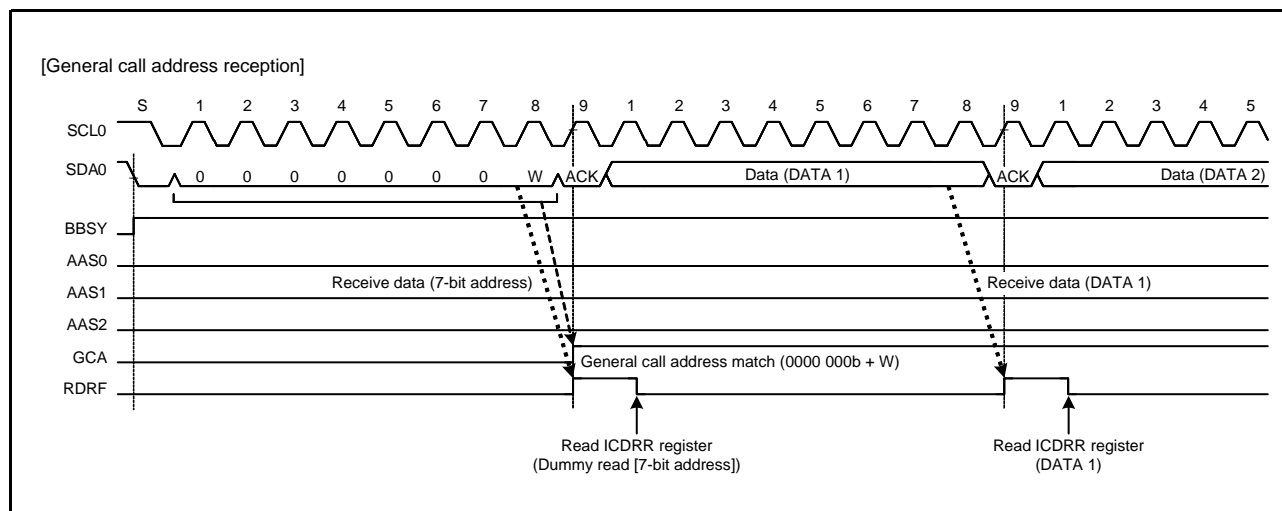 [General call address reception]
S 1 2 3 4 5 6 7 8 9 1 2 3 4 5 6 7 8 9 1 2 3 4 5
SCL0
SDA0 0 0 0 0 0 0 0 W ACK Data (DATA 1) ACK Data (DATA 2)
BBSY
AAS0
Receive data (7-bit address) Receive data (DATA 1)
AAS1
AAS2
GCA General call address match (0000 000b + W)
RDRF
Read ICDRR register Read ICDRR register
(Dummy read [7-bit address]) (DATA 1)